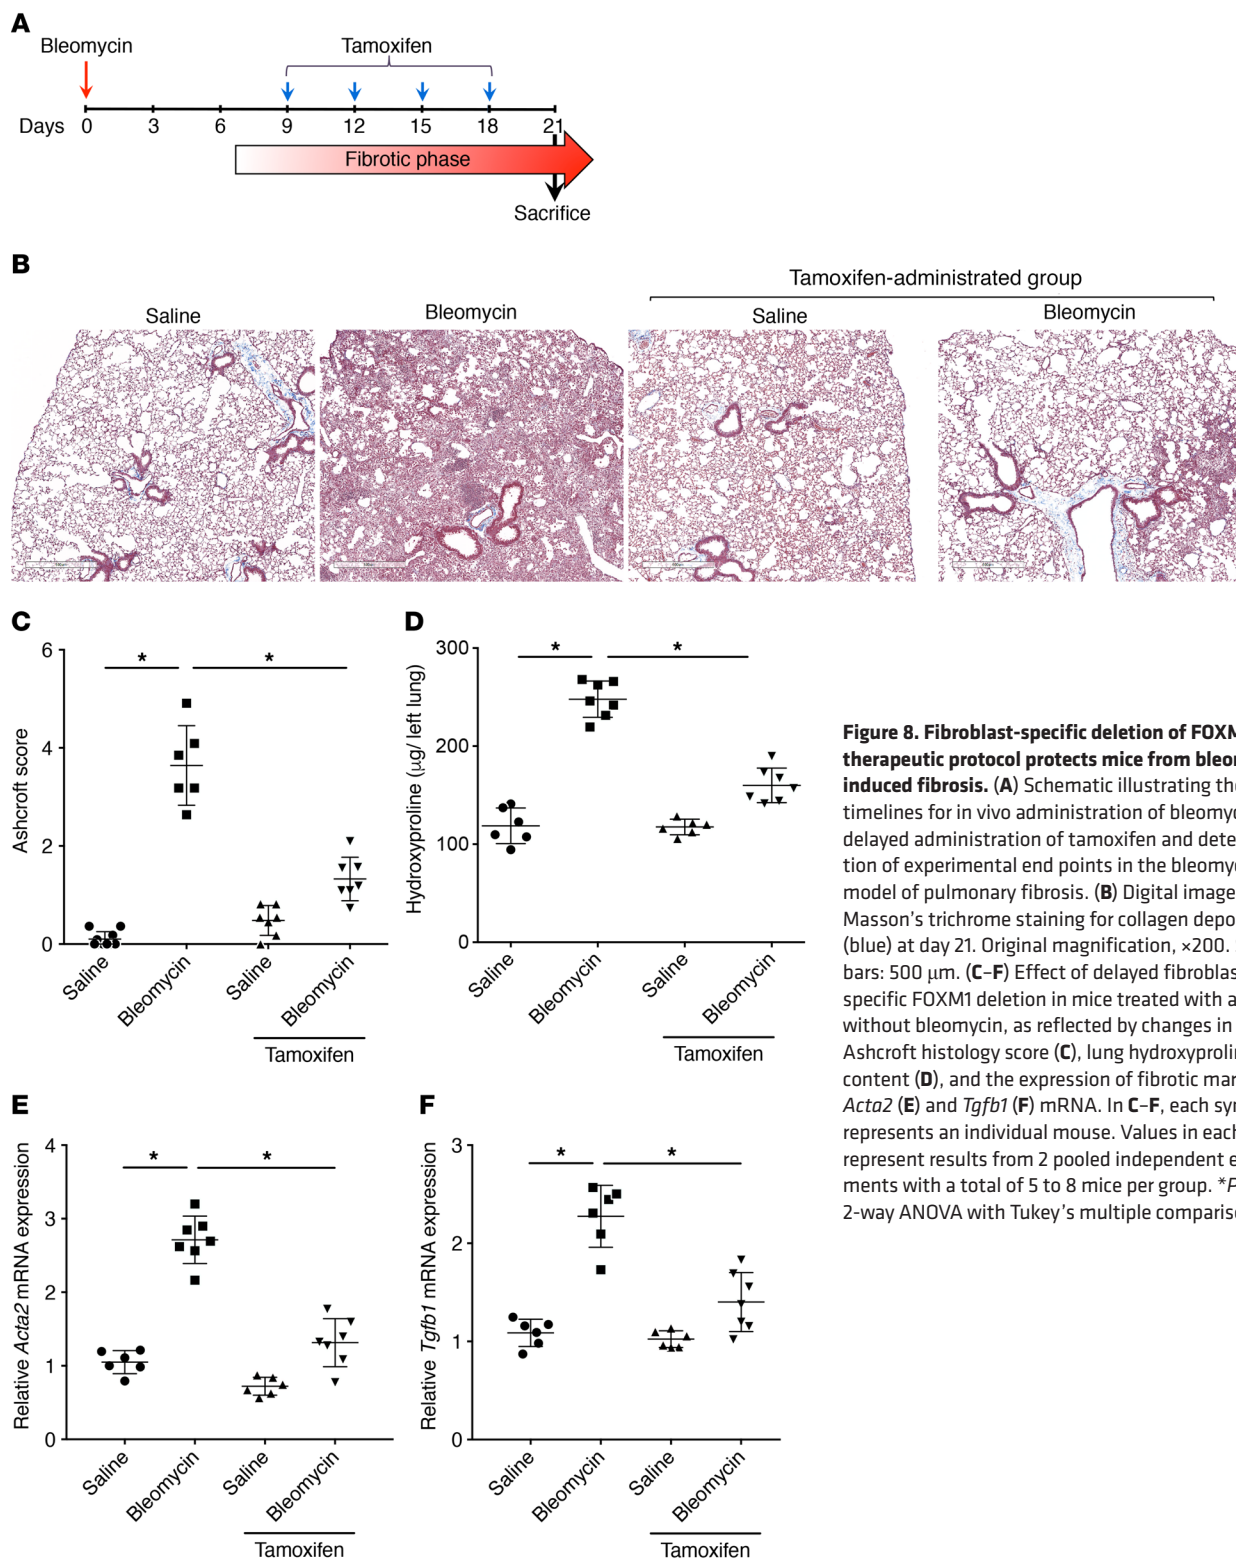 A
Bleomycin
Tamoxifen
Days 0 3 6 9 12 15 18 21
Fibrotic phase
Sacrifice
B
Tamoxifen-administrated group
Saline
Bleomycin
Saline
Bleomycin
C
Ashcroft score
6
4
2
0
*
*
Saline
Bleomycin
Saline
Bleomycin
Tamoxifen
D
Hydroxyproline (µg/ left lung)
300
200
100
0
*
*
Saline
Bleomycin
Saline
Bleomycin
Tamoxifen
Figure 8. Fibroblast-specific deletion of FOXM
therapeutic protocol protects mice from bleom
induced fibrosis. (A) Schematic illustrating the
timelines for in vivo administration of bleomyc
delayed administration of tamoxifen and dete
tion of experimental end points in the bleomyc
model of pulmonary fibrosis. (B) Digital image
Masson's trichrome staining for collagen depo
(blue) at day 21. Original magnification, ×200.
bars: 500 μm. (C–F) Effect of delayed fibroblas
specific FOXM1 deletion in mice treated with a
without bleomycin, as reflected by changes in
Ashcroft histology score (C), lung hydroxyprolin
content (D), and the expression of fibrotic mar
Acta2 (E) and Tgfb1 (F) mRNA. In C–F, each sy
represents an individual mouse. Values in each
represent results from 2 pooled independent e
ments with a total of 5 to 8 mice per group. *P
2-way ANOVA with Tukey's multiple comparis
E
Relative Acta2 mRNA expression
4
3
2
1
0
*
*
Saline
Bleomycin
Saline
Bleomycin
Tamoxifen
F
Relative Tgfb1 mRNA expression
3
2
1
0
*
*
Saline
Bleomycin
Saline
Bleomycin
Tamoxifen